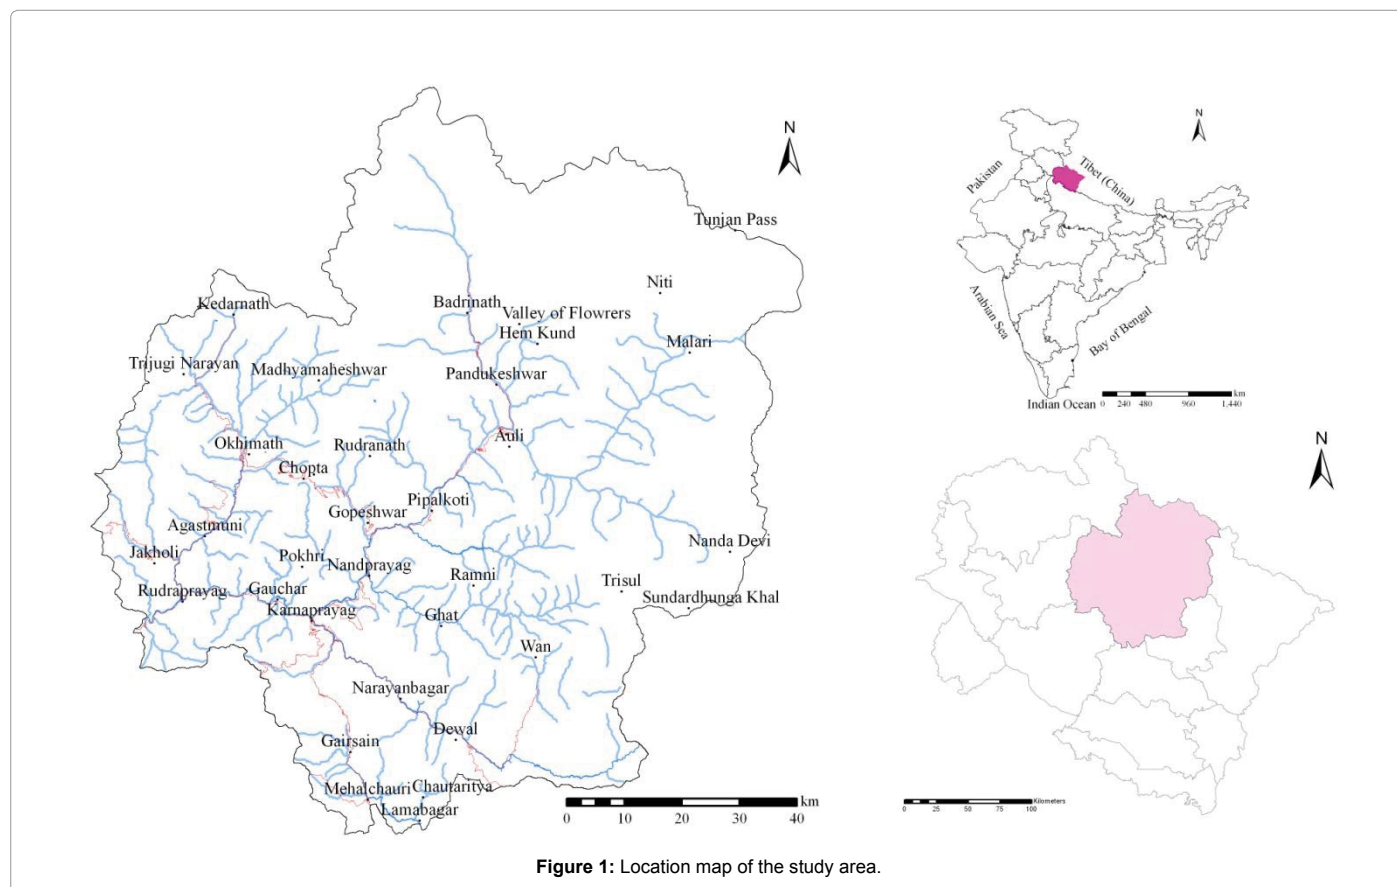 N
Tunjan Pass
Niti
Kedarnath
Badrinath
Valley of Flowrers
Hem Kund
Malari
Trijugi Narayan
Madhyamaheshwar
Pandukeshwar
Okhimath
Rudranath
Auli
Chopta
Pipalkoti
Gopeshwar
Agastmuni
Jakholi
Pokhri
Nandprayag
Nanda Devi
Ramni
Trisul
Rudraprayag
Gauchar
Sundardhunga Khal
Karnaprayag
Ghat
Wan
Narayanbagar
Dewal
Gairsain
Mehalchauri
Chautaritya
Lamabagar
km
0 10 20 30 40
N
Pakistan
Tibet (China)
Arabian Sea
Bay of Bengal
Indian Ocean
km
0 240 480 960 1,440
N
Kilometers
0 25 50 75 100
Figure 1: Location map of the study area.